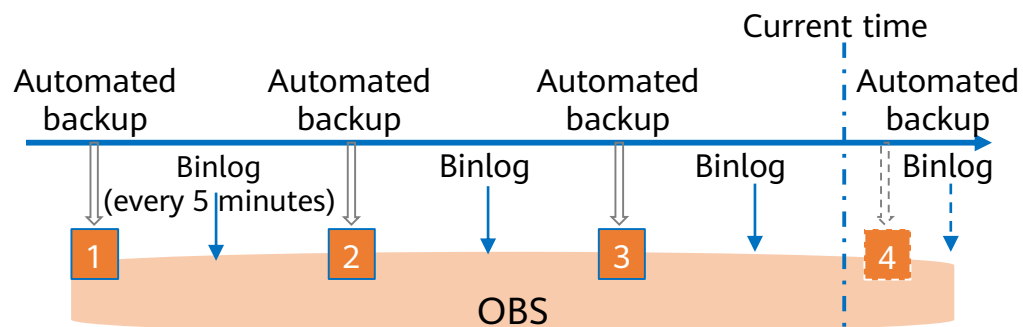 Current time
Automated
backup
Automated
backup
Automated
backup
Automated
backup
Binlog
(every 5 minutes)
Binlog
Binlog
Binlog
1
2
3
4
OBS